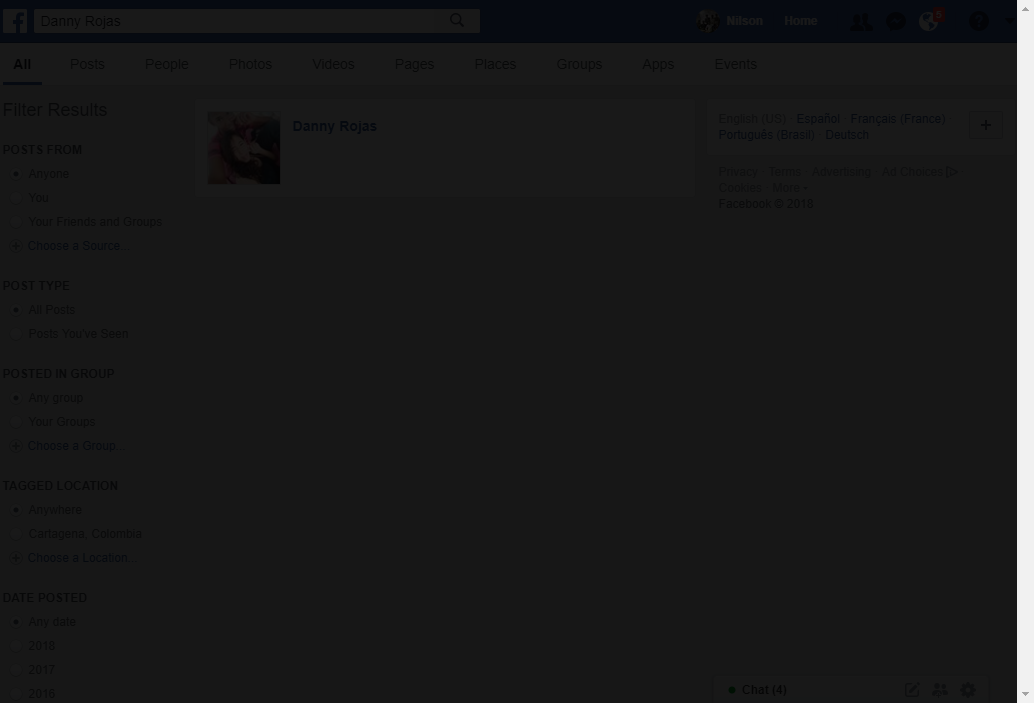 Danny Rojas
Nilson
Home
5
?
All Posts People Photos Videos Pages Places Groups Apps Events
Filter Results
POSTS FROM
Anyone
You
Your Friends and Groups
Choose a Source...
POST TYPE
All Posts
Posts You've Seen
POSTED IN GROUP
Any group
Your Groups
Choose a Group...
TAGGED LOCATION
Anywhere
Cartagena, Colombia
Choose a Location...
DATE POSTED
Any date
2018
2017
2016
Danny Rojas
English (US) · Español · Français (France) ·
Português (Brasil) · Deutsch
+
Privacy · Terms · Advertising · Ad Choices ·
Cookies · More
Facebook © 2018
Chat (4)